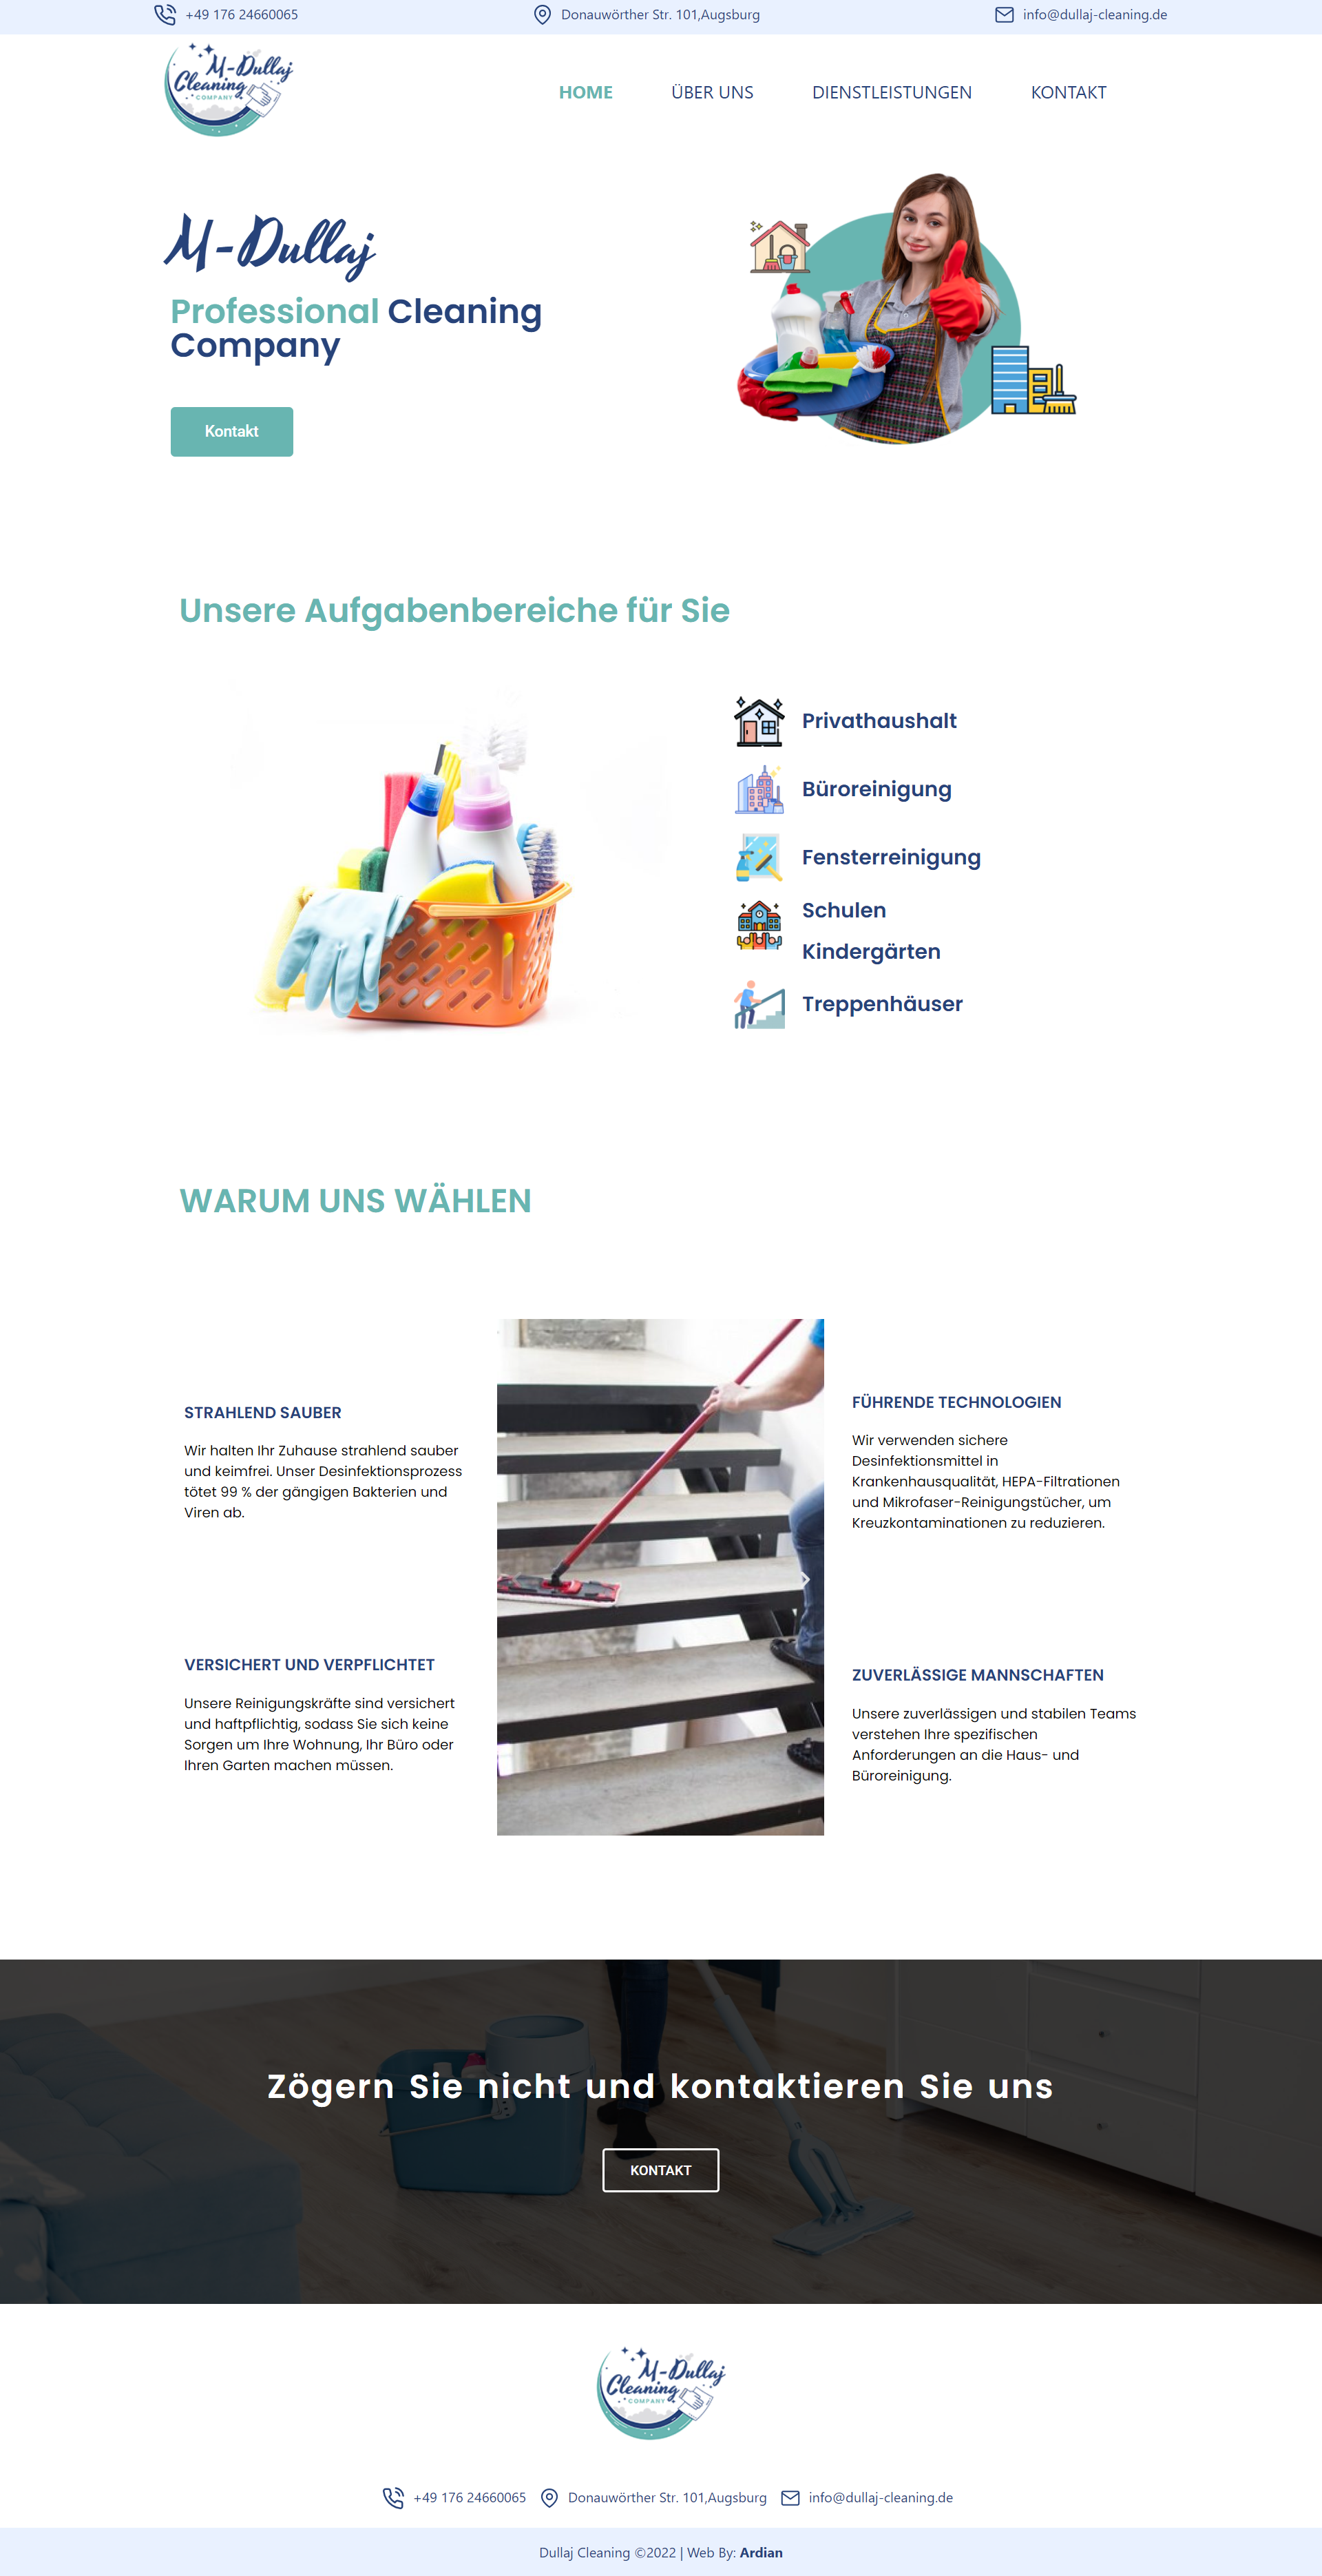 +49 176 24660065
Donauwörther Str. 101,Augsburg
info@dullaj-cleaning.de
M-Dullaj
Cleaning
COMPANY
HOME
ÜBER UNS
DIENSTLEISTUNGEN
KONTAKT
M-Dullaj
Professional Cleaning
Company
Kontakt
Unsere Aufgabenbereiche für Sie
Privathaushalt
Büroreinigung
Fensterreinigung
Schulen
Kindergärten
Treppenhäuser
WARUM UNS WÄHLEN
STRAHLEND SAUBER
Wir halten Ihr Zuhause strahlend sauber
und keimfrei. Unser Desinfektionsprozess
tötet 99 % der gängigen Bakterien und
Viren ab.
VERSICHERT UND VERPFLICHTET
Unsere Reinigungskräfte sind versichert
und haftpflichtig, sodass Sie sich keine
Sorgen um Ihre Wohnung, Ihr Büro oder
Ihren Garten machen müssen.
FÜHRENDE TECHNOLOGIEN
Wir verwenden sichere
Desinfektionsmittel in
Krankenhausqualität, HEPA-Filtrationen
und Mikrofaser-Reinigungstücher, um
Kreuzkontaminationen zu reduzieren.
ZUVERLÄSSIGE MANNSCHAFTEN
Unsere zuverlässigen und stabilen Teams
verstehen Ihre spezifischen
Anforderungen an die Haus- und
Büroreinigung.
Zögern Sie nicht und kontaktieren Sie uns
KONTAKT
M-Dullaj
Cleaning
COMPANY
+49 176 24660065
Donauwörther Str. 101,Augsburg
info@dullaj-cleaning.de
Dullaj Cleaning ©2022 | Web By: Ardian